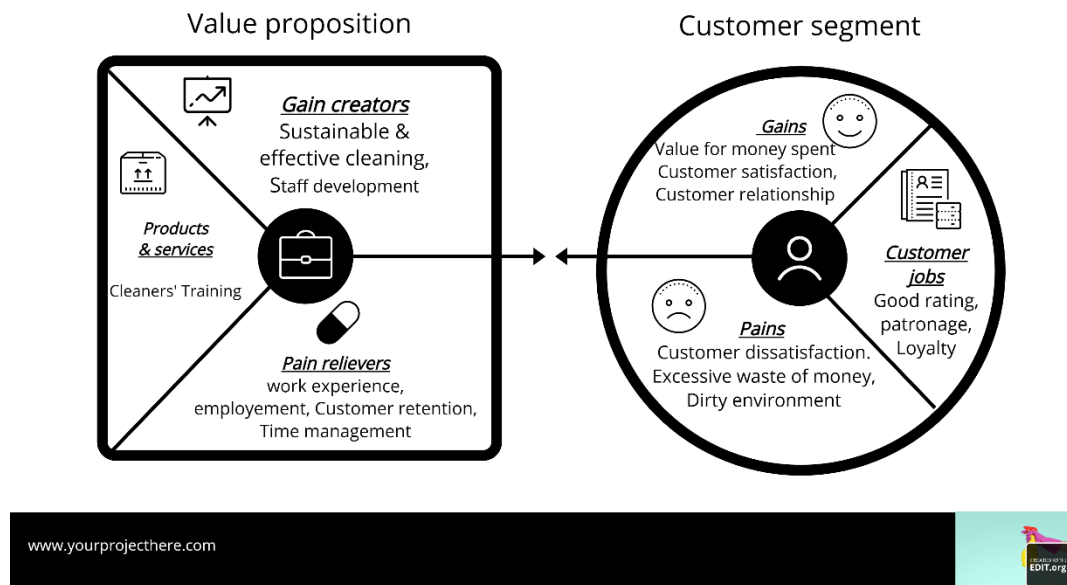 Value proposition
Customer segment
Gain creators
Sustainable &
effective cleaning,
Staff development
Products
& services
Cleaners' Training
Pain relievers
work experience,
employement, Customer retention,
Time management
Gains
Value for money spent
Customer satisfaction,
Customer relationship
Customer
jobs
Good rating,
patronage,
Loyalty
Pains
Customer dissatisfaction.
Excessive waste of money,
Dirty environment
www.yourprojecthere.com
EDIT.org